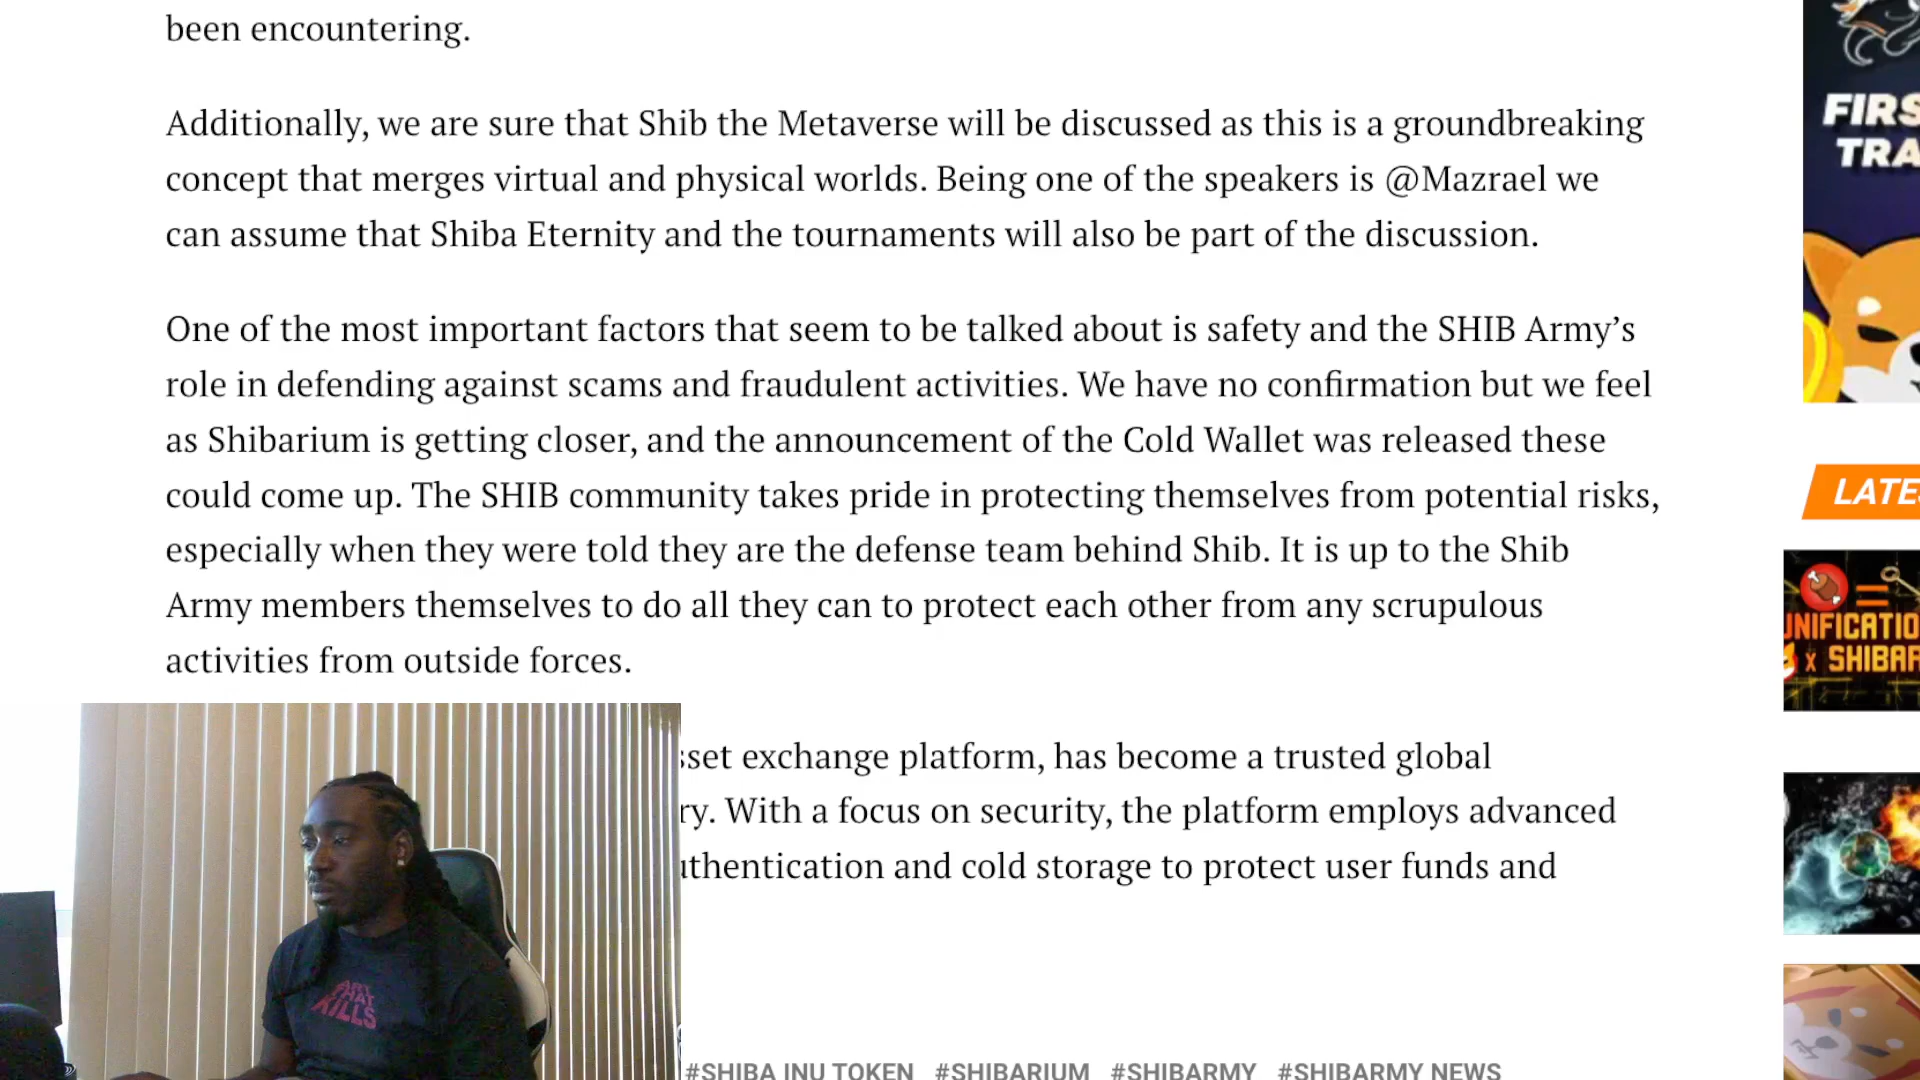 been encountering.
Additionally, we are sure that Shib the Metaverse will be discussed as this is a groundbreaking
concept that merges virtual and physical worlds. Being one of the speakers is @Mazrael we
can assume that Shiba Eternity and the tournaments will also be part of the discussion.
One of the most important factors that seem to be talked about is safety and the SHIB Army’s
role in defending against scams and fraudulent activities. We have no confirmation but we feel
as Shibarium is getting closer, and the announcement of the Cold Wallet was released these
could come up. The SHIB community takes pride in protecting themselves from potential risks,
especially when they were told they are the defense team behind Shib. It is up to the Shib
Army members themselves to do all they can to protect each other from any scrupulous
activities from outside forces.
sset exchange platform, has become a trusted global
ry. With a focus on security, the platform employs advanced
uthentication and cold storage to protect user funds and
#SHIBA INU TOKEN #SHIBARIUM #SHIBARMY #SHIBARMY NEWS
FIRS
TRA
LATE
UNIFICATIO
X SHIBAR
ART
THAT
KILLS